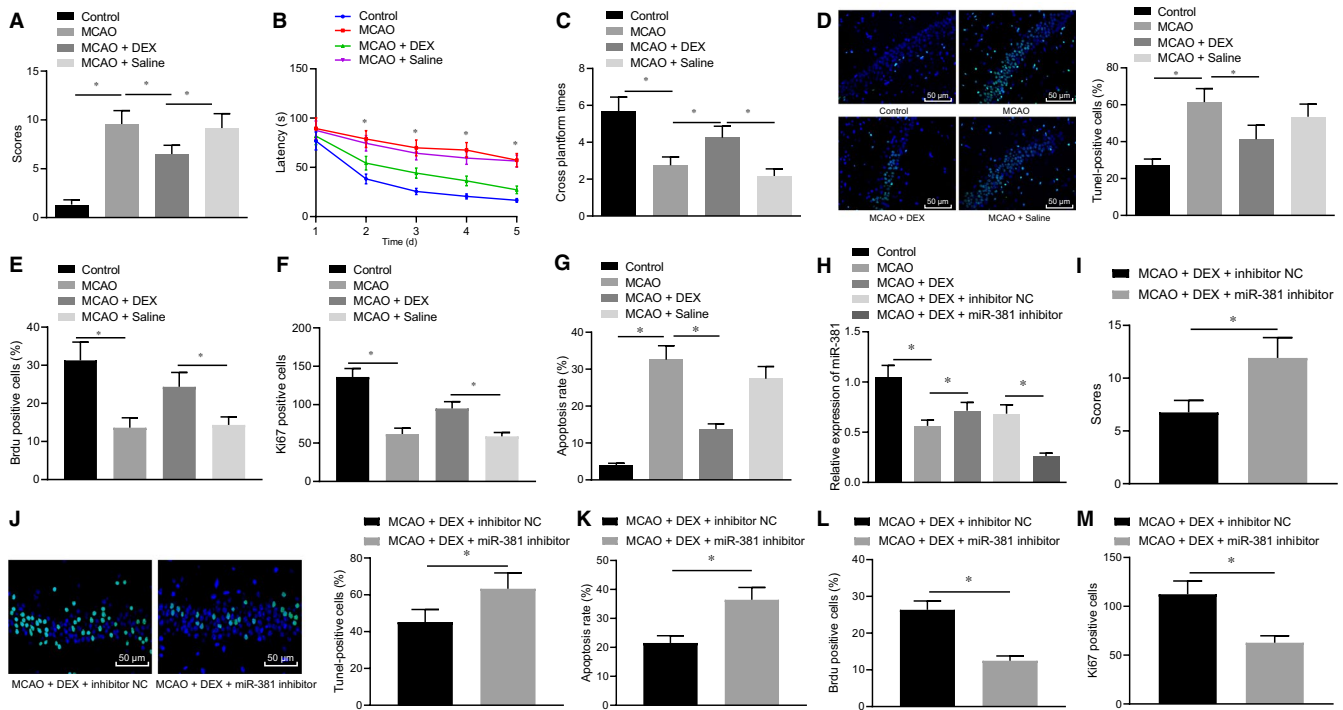 A
Control
MCAO
MCAO + DEX
MCAO + Saline
Scores
15
10
5
0
*
*
*
B
Control
MCAO
MCAO + DEX
MCAO + Saline
Latency (s)
150
100
50
0
*
*
*
*
1
2
3
4
5
Time (d)
C
Control
MCAO
MCAO + DEX
MCAO + Saline
Cross plantform times
8
6
4
2
0
*
*
*
D
50 μm
50 μm
Control
MCAO
50 μm
50 μm
MCAO + DEX
MCAO + Saline
Control
MCAO
MCAO + DEX
MCAO + Saline
Tunel-positive cells (%)
80
60
40
20
0
*
*
E
Control
MCAO
MCAO + DEX
MCAO + Saline
Brdu positive cells (%)
40
30
20
10
0
*
*
F
Control
MCAO
MCAO + DEX
MCAO + Saline
Ki67 positive cells
200
150
100
50
0
*
*
G
Control
MCAO
MCAO + DEX
MCAO + Saline
Apoptosis rate (%)
40
30
20
10
0
*
*
H
Control
MCAO
MCAO + DEX
MCAO + DEX + inhibitor NC
MCAO + DEX + miR-381 inhibitor
Relative expression of miR-381
1.5
1.0
0.5
0.0
*
*
*
I
MCAO + DEX + inhibitor NC
MCAO + DEX + miR-381 inhibitor
Scores
15
10
5
0
*
J
50 μm
50 μm
MCAO + DEX + inhibitor NC
MCAO + DEX + miR-381 inhibitor
MCAO + DEX + inhibitor NC
MCAO + DEX + miR-381 inhibitor
Tunel-positive cells (%)
80
60
40
20
0
*
K
MCAO + DEX + inhibitor NC
MCAO + DEX + miR-381 inhibitor
Apoptosis rate (%)
50
40
30
20
10
0
*
L
MCAO + DEX + inhibitor NC
MCAO + DEX + miR-381 inhibitor
Brdu positive cells (%)
40
30
20
10
0
*
M
MCAO + DEX + inhibitor NC
MCAO + DEX + miR-381 inhibitor
Ki67 positive cells
150
100
50
0
*